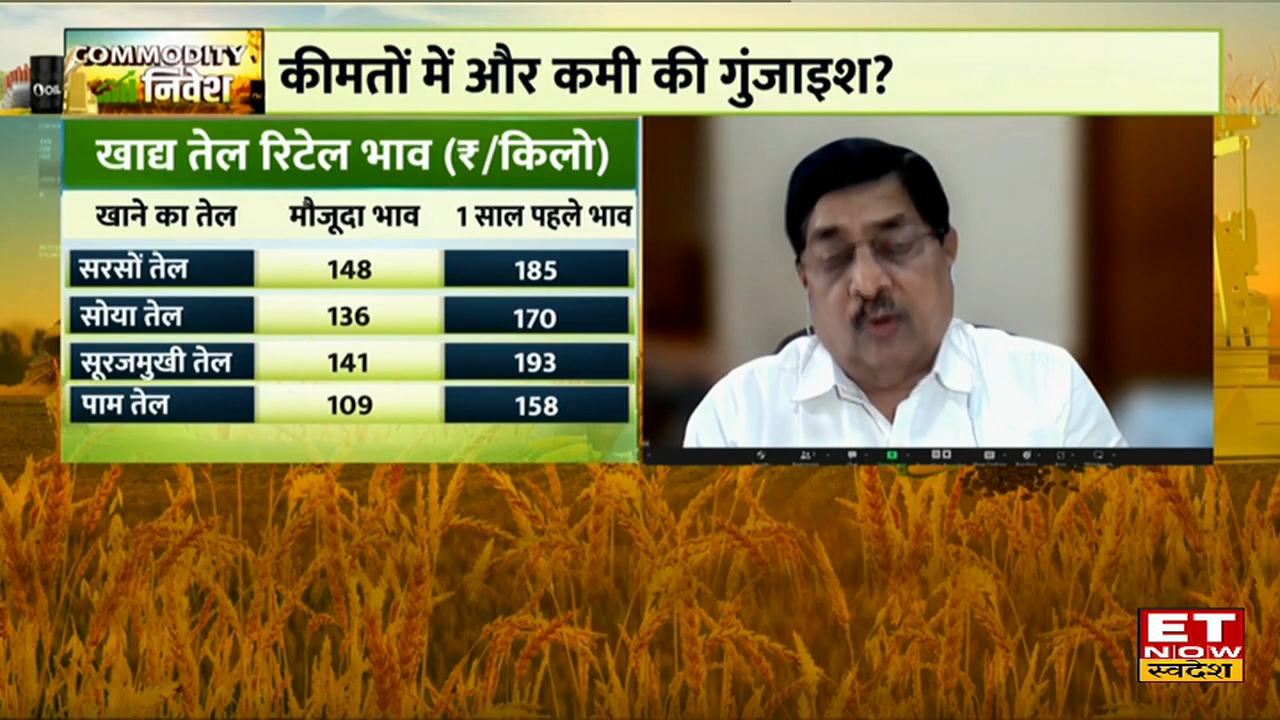 COMMODITY
निवेश
OIL
कीमतों में और कमी की गुंजाइश?
खाद्य तेल रिटेल भाव (₹/किलो)
खाने का तेल मौजूदा भाव 1 साल पहले भाव
सरसों तेल 148 185
सोया तेल 136 170
सूरजमुखी तेल 141 193
पाम तेल 109 158
ET
NOW
स्वदेश